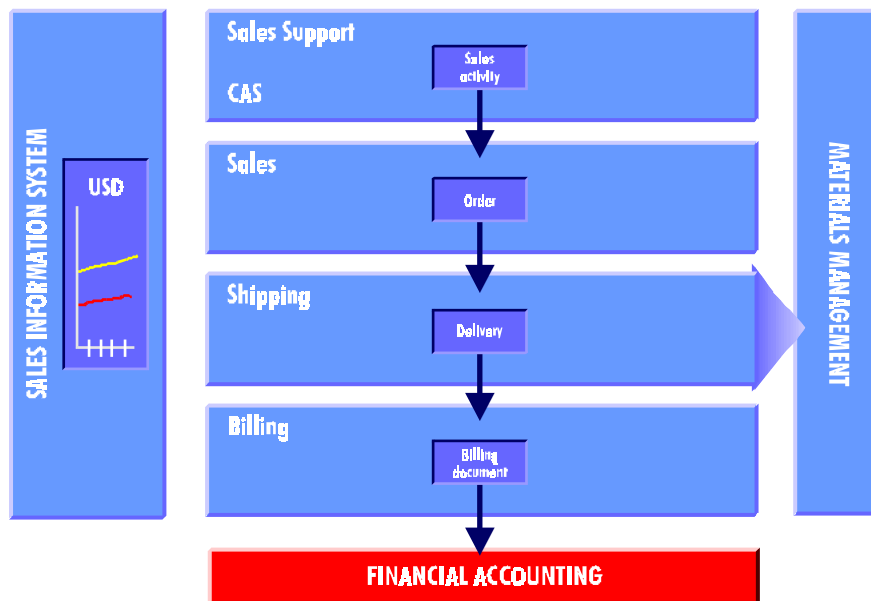 SALES INFORMATION SYSTEM
USD
Sales Support
CAS
Sales
activity
Sales
Order
Shipping
Delivery
Billing
Billing
document
FINANCIAL ACCOUNTING
MATERIALS MANAGEMENT